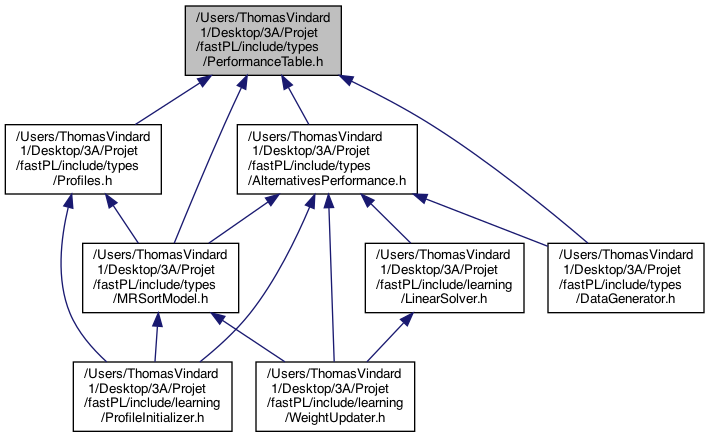 /Users/ThomasVindard
1/Desktop/3A/Projet
/fastPL/include/types
/PerformanceTable.h
/Users/ThomasVindard
1/Desktop/3A/Projet
/fastPL/include/types
/Profiles.h
/Users/ThomasVindard
1/Desktop/3A/Projet
/fastPL/include/types
/AlternativesPerformance.h
/Users/ThomasVindard
1/Desktop/3A/Projet
/fastPL/include/types
/MRSortModel.h
/Users/ThomasVindard
1/Desktop/3A/Projet
/fastPL/include/learning
/LinearSolver.h
/Users/ThomasVindard
1/Desktop/3A/Projet
/fastPL/include/types
/DataGenerator.h
/Users/ThomasVindard
1/Desktop/3A/Projet
/fastPL/include/learning
/ProfileInitializer.h
/Users/ThomasVindard
1/Desktop/3A/Projet
/fastPL/include/learning
/WeightUpdater.h